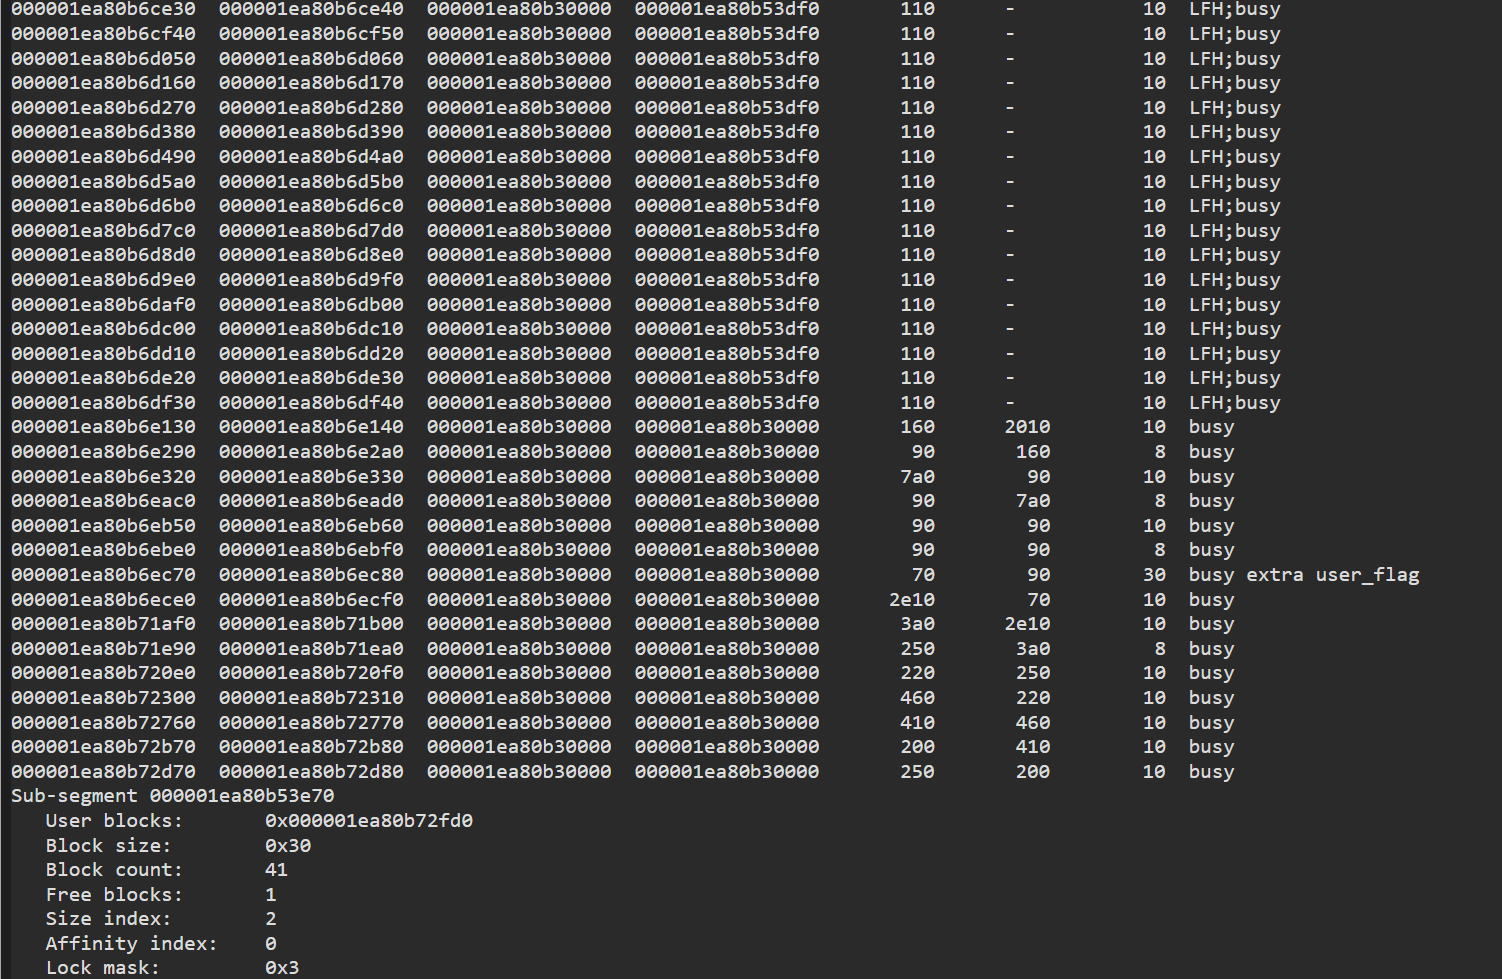 000001ea80b6ce30  000001ea80b6ce40  000001ea80b30000  000001ea80b53df0       110      -           10  LFH;busy
000001ea80b6cf40  000001ea80b6cf50  000001ea80b30000  000001ea80b53df0       110      -           10  LFH;busy
000001ea80b6d050  000001ea80b6d060  000001ea80b30000  000001ea80b53df0       110      -           10  LFH;busy
000001ea80b6d160  000001ea80b6d170  000001ea80b30000  000001ea80b53df0       110      -           10  LFH;busy
000001ea80b6d270  000001ea80b6d280  000001ea80b30000  000001ea80b53df0       110      -           10  LFH;busy
000001ea80b6d380  000001ea80b6d390  000001ea80b30000  000001ea80b53df0       110      -           10  LFH;busy
000001ea80b6d490  000001ea80b6d4a0  000001ea80b30000  000001ea80b53df0       110      -           10  LFH;busy
000001ea80b6d5a0  000001ea80b6d5b0  000001ea80b30000  000001ea80b53df0       110      -           10  LFH;busy
000001ea80b6d6b0  000001ea80b6d6c0  000001ea80b30000  000001ea80b53df0       110      -           10  LFH;busy
000001ea80b6d7c0  000001ea80b6d7d0  000001ea80b30000  000001ea80b53df0       110      -           10  LFH;busy
000001ea80b6d8d0  000001ea80b6d8e0  000001ea80b30000  000001ea80b53df0       110      -           10  LFH;busy
000001ea80b6d9e0  000001ea80b6d9f0  000001ea80b30000  000001ea80b53df0       110      -           10  LFH;busy
000001ea80b6daf0  000001ea80b6db00  000001ea80b30000  000001ea80b53df0       110      -           10  LFH;busy
000001ea80b6dc00  000001ea80b6dc10  000001ea80b30000  000001ea80b53df0       110      -           10  LFH;busy
000001ea80b6dd10  000001ea80b6dd20  000001ea80b30000  000001ea80b53df0       110      -           10  LFH;busy
000001ea80b6de20  000001ea80b6de30  000001ea80b30000  000001ea80b53df0       110      -           10  LFH;busy
000001ea80b6df30  000001ea80b6df40  000001ea80b30000  000001ea80b53df0       110      -           10  LFH;busy
000001ea80b6e130  000001ea80b6e140  000001ea80b30000  000001ea80b30000       160      2010        10  busy
000001ea80b6e290  000001ea80b6e2a0  000001ea80b30000  000001ea80b30000        90       160         8  busy
000001ea80b6e320  000001ea80b6e330  000001ea80b30000  000001ea80b30000       7a0        90        10  busy
000001ea80b6eac0  000001ea80b6ead0  000001ea80b30000  000001ea80b30000        90       7a0         8  busy
000001ea80b6eb50  000001ea80b6eb60  000001ea80b30000  000001ea80b30000        90        90        10  busy
000001ea80b6ebe0  000001ea80b6ebf0  000001ea80b30000  000001ea80b30000        90        90         8  busy
000001ea80b6ec70  000001ea80b6ec80  000001ea80b30000  000001ea80b30000        70        90        30  busy extra user_flag
000001ea80b6ece0  000001ea80b6ecf0  000001ea80b30000  000001ea80b30000      2e10        70        10  busy
000001ea80b71af0  000001ea80b71b00  000001ea80b30000  000001ea80b30000       3a0      2e10        10  busy
000001ea80b71e90  000001ea80b71ea0  000001ea80b30000  000001ea80b30000       250       3a0         8  busy
000001ea80b720e0  000001ea80b720f0  000001ea80b30000  000001ea80b30000       220       250        10  busy
000001ea80b72300  000001ea80b72310  000001ea80b30000  000001ea80b30000       460       220        10  busy
000001ea80b72760  000001ea80b72770  000001ea80b30000  000001ea80b30000       410       460        10  busy
000001ea80b72b70  000001ea80b72b80  000001ea80b30000  000001ea80b30000       200       410        10  busy
000001ea80b72d70  000001ea80b72d80  000001ea80b30000  000001ea80b30000       250       200        10  busy
Sub-segment 000001ea80b53e70
   User blocks:       0x000001ea80b72fd0
   Block size:        0x30
   Block count:       41
   Free blocks:       1
   Size index:        2
   Affinity index:    0
   Lock mask:         0x3